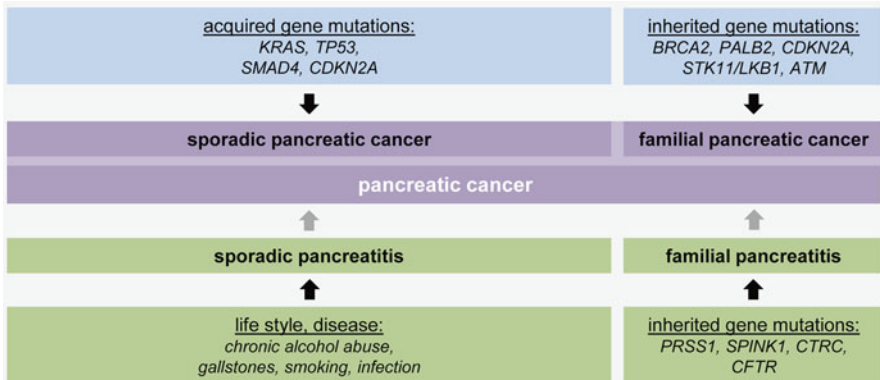 acquired gene mutations:
KRAS, TP53,
SMAD4, CDKN2A
inherited gene mutations:
BRCA2, PALB2, CDKN2A,
STK11/LKB1, ATM
sporadic pancreatic cancer
familial pancreatic cancer
pancreatic cancer
sporadic pancreatitis
familial pancreatitis
life style, disease:
chronic alcohol abuse,
gallstones, smoking, infection
inherited gene mutations:
PRSS1, SPINK1, CTRC,
CFTR